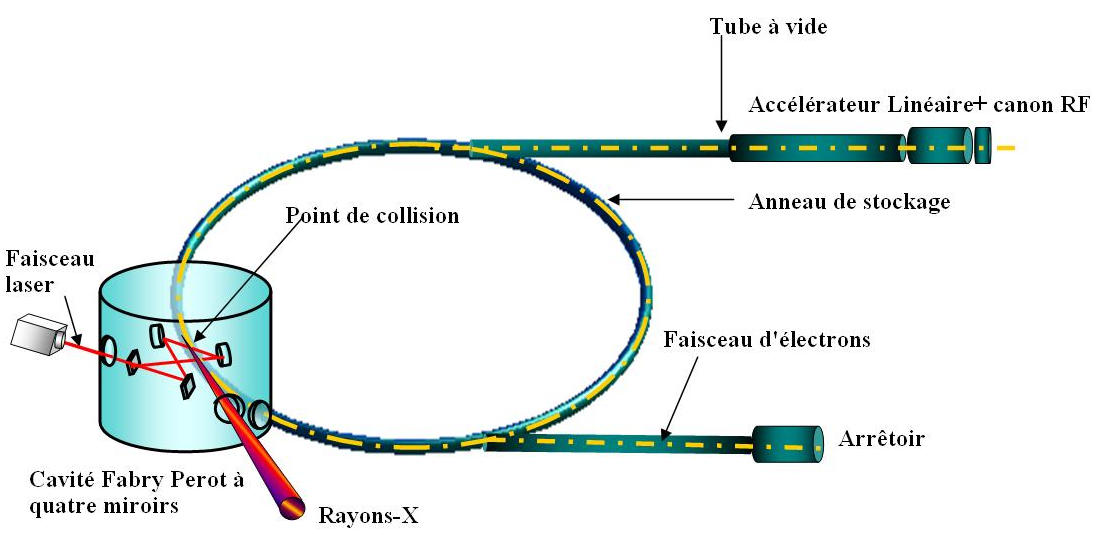 Tube à vide
Accélérateur Linéaire+ canon RF
Anneau de stockage
Point de collision
Faisceau
laser
Faisceau d'électrons
Arrêtoir
Cavité Fabry Perot à
quatre miroirs
Rayons-X